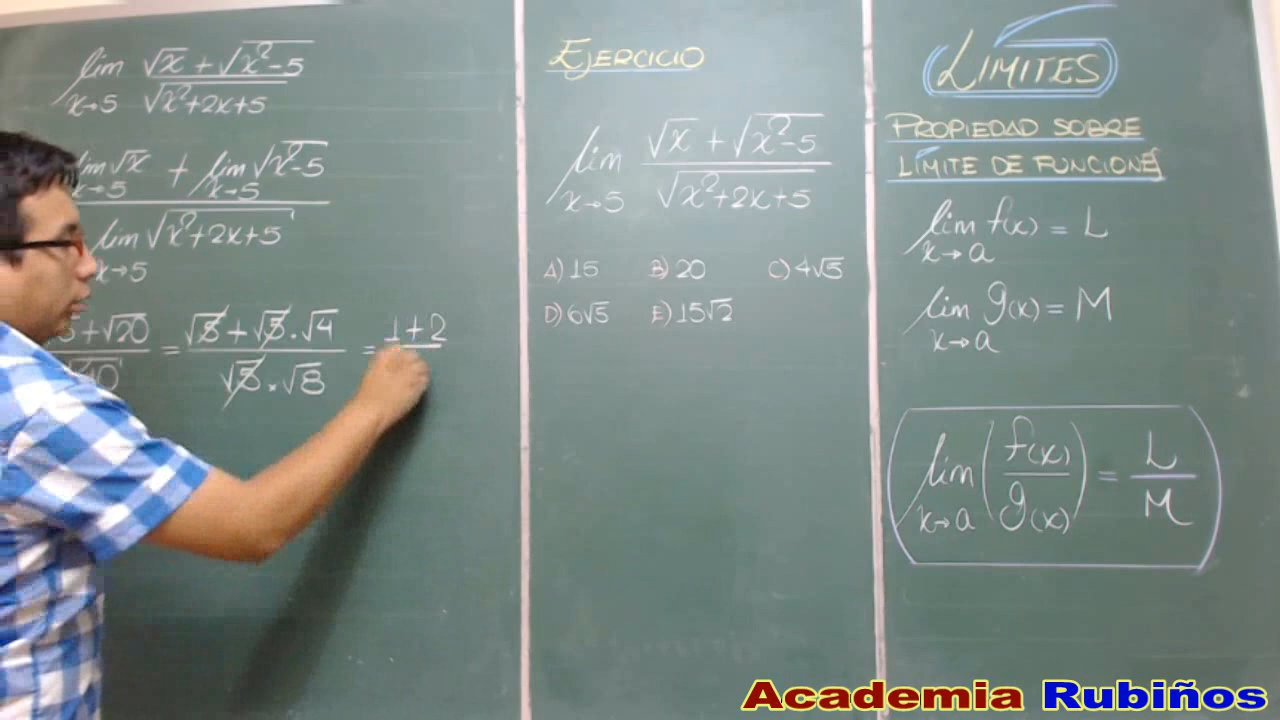 lim √x + √x²-5
x→5 √x²+2x+5
lim √x + lim √x²-5
x→5 x→5
lim √x²+2x+5
x→5
5 + √20 = √5 + √5 . √4 = 1 + 2
√40 √5 . √8
EJERCICIO
lim √x + √x²-5
x→5 √x²+2x+5
A) 15 B) 20 C) 4√5
D) 6√5 E) 15√2
LÍMITES
PROPIEDAD SOBRE
LÍMITE DE FUNCIONES
lim f(x) = L
x→a
lim g(x) = M
x→a
lim (f(x)/g(x)) = L/M
x→a
Academia Rubiños